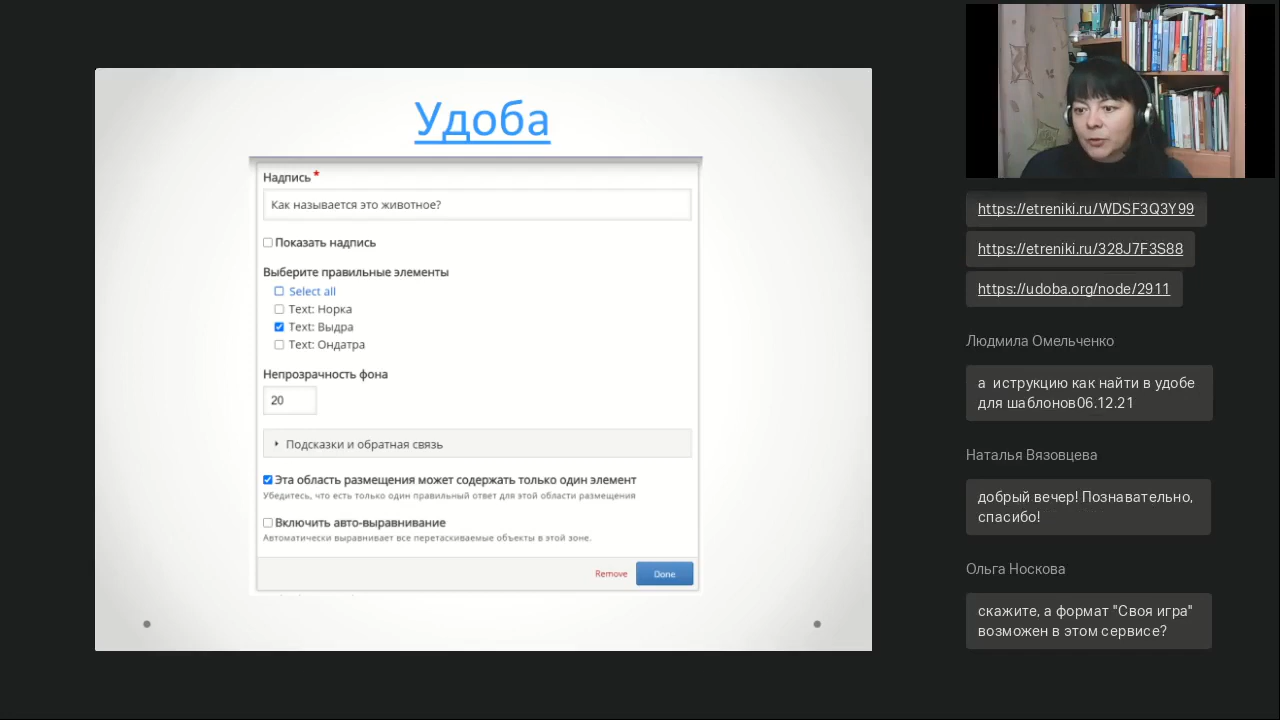 Удоба
Надпись *
Как называется это животное?
Показать надпись
Выберите правильные элементы
Select all
Text: Норка
Text: Выдра
Text: Ондатра
Непрозрачность фона
20
Подсказки и обратная связь
Эта область размещения может содержать только один элемент
Убедитесь, что есть только один правильный ответ для этой области размещения
Включить авто-выравнивание
Автоматически выравнивает все перетаскиваемые объекты в этой зоне.
Remove
Done
https://etreniki.ru/WDSF3Q3Y99
https://etreniki.ru/328J7F3S88
https://udoba.org/node/2911
Людмила Омельченко
а иструкцию как найти в удобе
для шаблонов06.12.21
Наталья Вязовцева
добрый вечер! Познавательно,
спасибо!
Ольга Носкова
скажите, а формат "Своя игра"
возможен в этом сервисе?